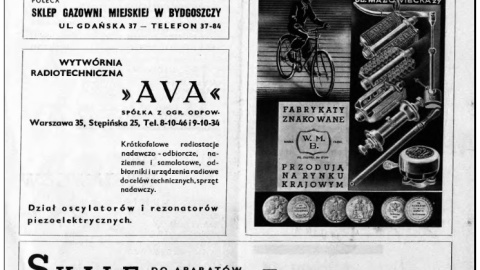 POLECA
SKLEP GAZOWNI MIEJSKIEJ W BYDGOSZCZY
UL. GDAŃSKA 37 — TELEFON 37-84
WYTWÓRNIA
RADIOTECHNICZNA
»AVA«
SPÓŁKA Z OGR. ODPOW.
Warszawa 35, Stępińska 25, Tel. 8-10-46 i 9-10-34
Krótkofalowe radiostacje
nadawczo-odbiorcze, na-
ziemne i samolotowe, od-
biorniki i urządzenia radiowe
do celów technicznych, sprzęt
nadawczy.
Dział oscylatorów i rezonatorów
piezoelektrycznych.
FABRYKATY
ZNAKOWANE
W. M.
B.
PRZODUJĄ
NA RYNKU
KRAJOWYM
DO APARATÓW